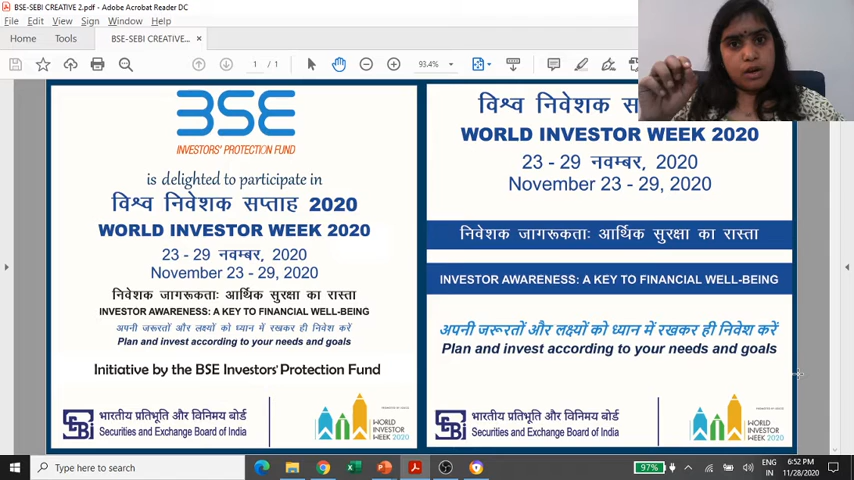 BSE-SEBI CREATIVE 2.pdf - Adobe Acrobat Reader DC
File Edit View Sign Window Help
Home Tools BSE-SEBI CREATIVE... ×
1 / 1 93.4%
BSE
INVESTORS' PROTECTION FUND
is delighted to participate in
विश्व निवेशक सप्ताह 2020
WORLD INVESTOR WEEK 2020
23 - 29 नवम्बर, 2020
November 23 - 29, 2020
निवेशक जागरूकताः आर्थिक सुरक्षा का रास्ता
INVESTOR AWARENESS: A KEY TO FINANCIAL WELL-BEING
अपनी जरूरतों और लक्ष्यों को ध्यान में रखकर ही निवेश करें
Plan and invest according to your needs and goals
Initiative by the BSE Investors' Protection Fund
SEBI
भारतीय प्रतिभूति और विनिमय बोर्ड
Securities and Exchange Board of India
WORLD
INVESTOR
WEEK 2020
विश्व निवेशक स
WORLD INVESTOR WEEK 2020
23 - 29 नवम्बर, 2020
November 23 - 29, 2020
निवेशक जागरूकताः आर्थिक सुरक्षा का रास्ता
INVESTOR AWARENESS: A KEY TO FINANCIAL WELL-BEING
अपनी जरूरतों और लक्ष्यों को ध्यान में रखकर ही निवेश करें
Plan and invest according to your needs and goals
SEBI
भारतीय प्रतिभूति और विनिमय बोर्ड
Securities and Exchange Board of India
WORLD
INVESTOR
WEEK 2020
Type here to search
97%
ENG
IN
6:52 PM
11/28/2020